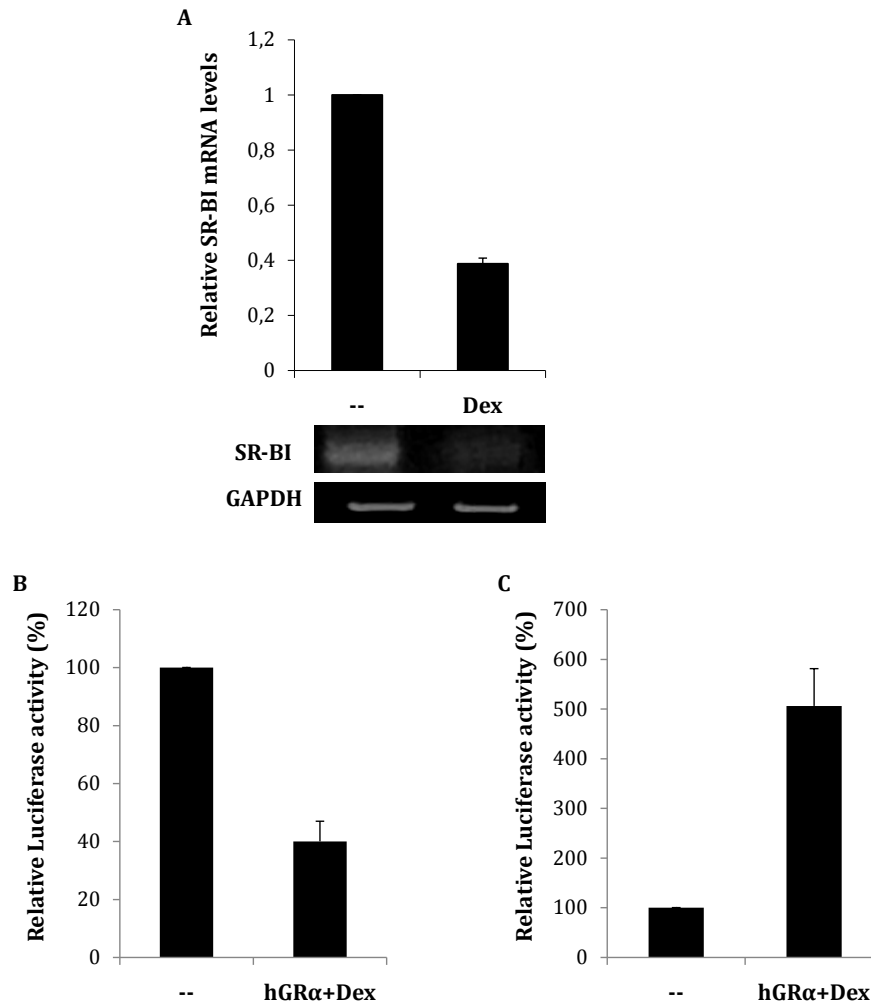 A
Relative SR-BI mRNA levels
1,2
1
0,8
0,6
0,4
0,2
0
--
Dex
SR-BI
GAPDH
B
Relative Luciferase activity (%)
120
100
80
60
40
20
0
--
hGRα+Dex
C
Relative Luciferase activity (%)
700
600
500
400
300
200
100
0
--
hGRα+Dex